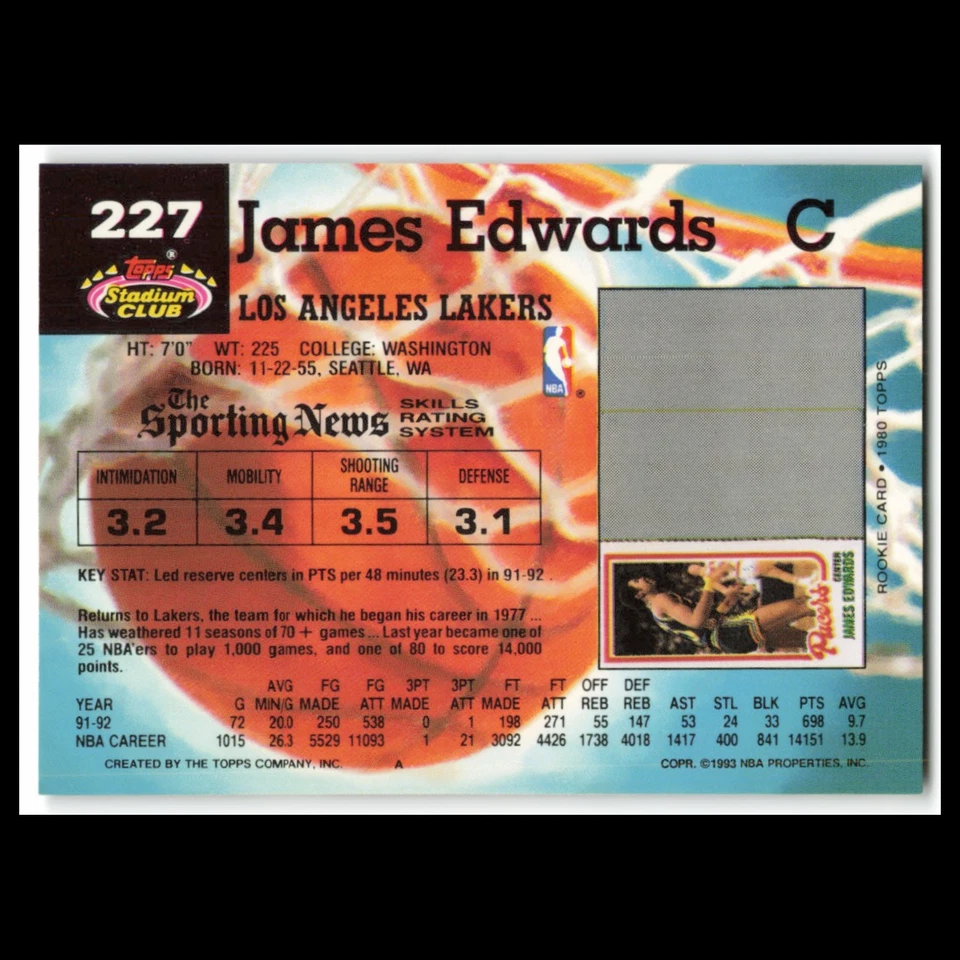 227
James Edwards C
Topps ®
Stadium
CLUB
LOS ANGELES LAKERS
HT: 7'0" WT: 225 COLLEGE: WASHINGTON
BORN: 11-22-55, SEATTLE, WA
NBA ®
The
Sporting News
SKILLS
RATING
SYSTEM
INTIMIDATION MOBILITY SHOOTING RANGE DEFENSE
3.2 3.4 3.5 3.1
KEY STAT: Led reserve centers in PTS per 48 minutes (23.3) in 91-92 .
Returns to Lakers, the team for which he began his career in 1977 ...
Has weathered 11 seasons of 70 + games ... Last year became one of
25 NBA'ers to play 1,000 games, and one of 80 to score 14,000
points.
ROOKIE CARD • 1980 TOPPS
Pacers
CENTER
JAMES EDWARDS
AVG FG FG 3PT 3PT FT FT OFF DEF
YEAR G MIN/G MADE ATT MADE ATT MADE ATT REB REB AST STL BLK PTS AVG
91-92 72 20.0 250 538 0 1 198 271 55 147 53 24 33 698 9.7
NBA CAREER 1015 26.3 5529 11093 1 21 3092 4426 1738 4018 1417 400 841 14151 13.9
CREATED BY THE TOPPS COMPANY, INC. A COPR. ©1993 NBA PROPERTIES, INC.